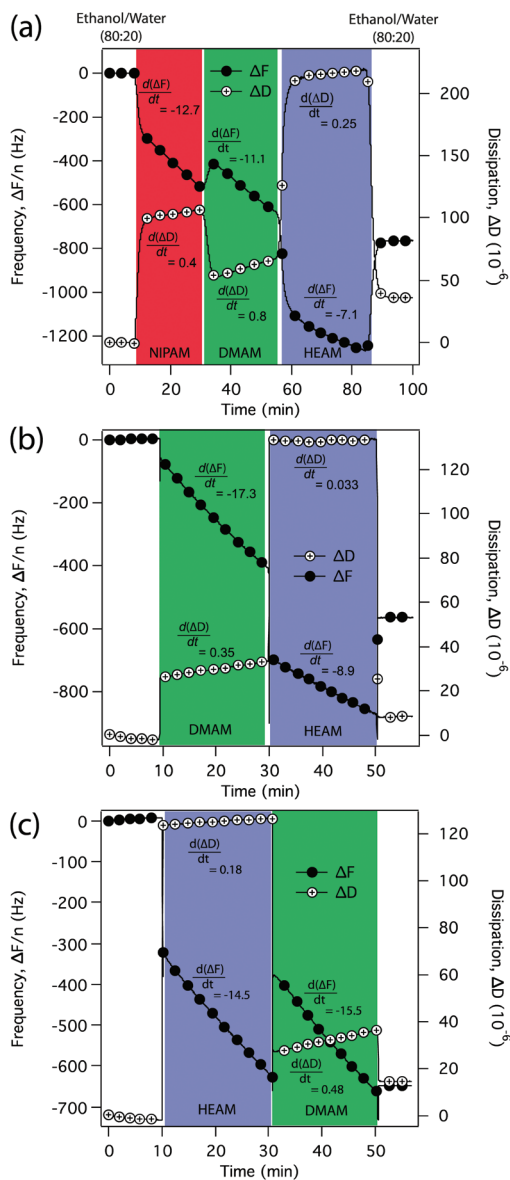 (a)
Ethanol/Water
(80:20)
Ethanol/Water
(80:20)
Frequency, ΔF/n (Hz)
0
-200
-400
-600
-800
-1000
-1200
d(ΔF)
dt
= -12.7
ΔF
ΔD
d(ΔF)
dt
= -11.1
d(ΔD)
dt
= 0.25
d(ΔD)
dt
= 0.4
d(ΔD)
dt
= 0.8
d(ΔF)
dt
= -7.1
NIPAM
DMAM
HEAM
200
150
100
50
0
Dissipation, ΔD (10⁻⁶)
0
20
40
60
80
100
Time (min)
(b)
Frequency, ΔF/n (Hz)
0
-200
-400
-600
-800
d(ΔF)
dt
= -17.3
d(ΔD)
dt
= 0.033
ΔD
ΔF
d(ΔD)
dt
= 0.35
d(ΔF)
dt
= -8.9
DMAM
HEAM
120
100
80
60
40
20
0
Dissipation, ΔD (10⁻⁶)
0
10
20
30
40
50
Time (min)
(c)
Frequency, ΔF/n (Hz)
0
-100
-200
-300
-400
-500
-600
-700
d(ΔD)
dt
= 0.18
ΔF
ΔD
d(ΔF)
dt
= -14.5
d(ΔF)
dt
= -15.5
d(ΔD)
dt
= 0.48
HEAM
DMAM
120
100
80
60
40
20
0
Dissipation, ΔD (10⁻⁶)
0
10
20
30
40
50
Time (min)